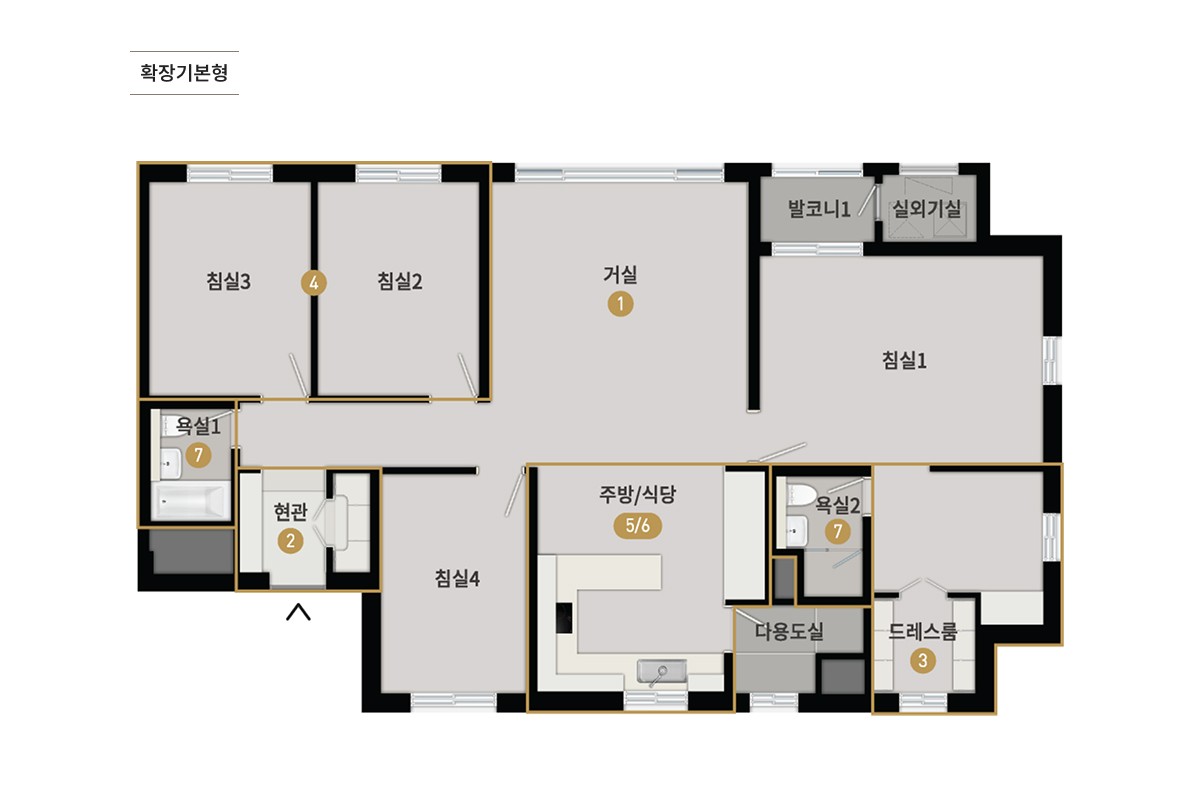 확장기본형
발코니1
실외기실
침실3
4
침실2
거실
1
침실1
욕실1
7
현관
2
주방/식당
5/6
욕실2
7
침실4
다용도실
드레스룸
3